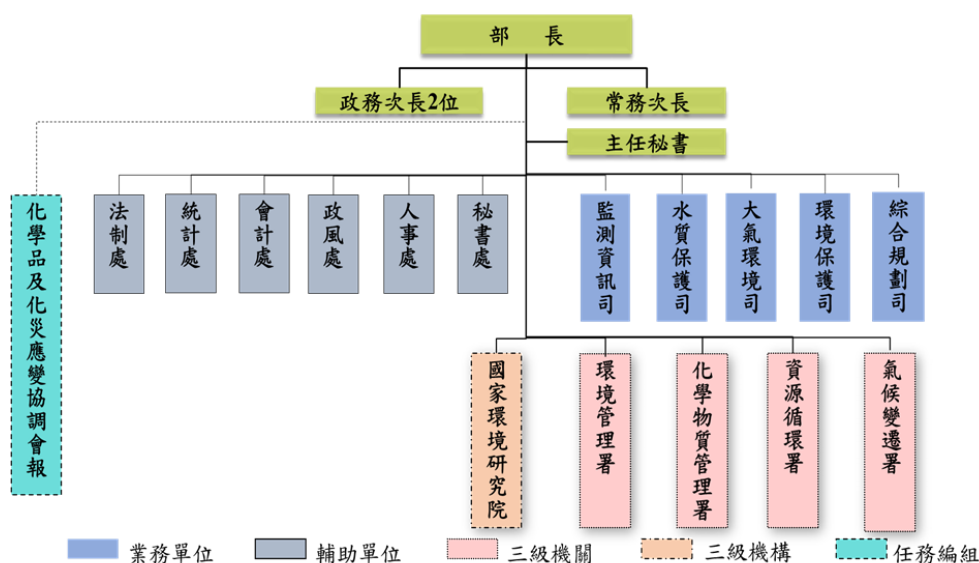 部 長
政務次長2位
常務次長
主任秘書
化學品及化災應變協調會報
法制處
統計處
會計處
政風處
人事處
秘書處
監測資訊司
水質保護司
大氣環境司
環境保護司
綜合規劃司
國家環境研究院
環境管理署
化學物質管理署
資源循環署
氣候變遷署
業務單位
輔助單位
三級機關
三級機構
任務編組